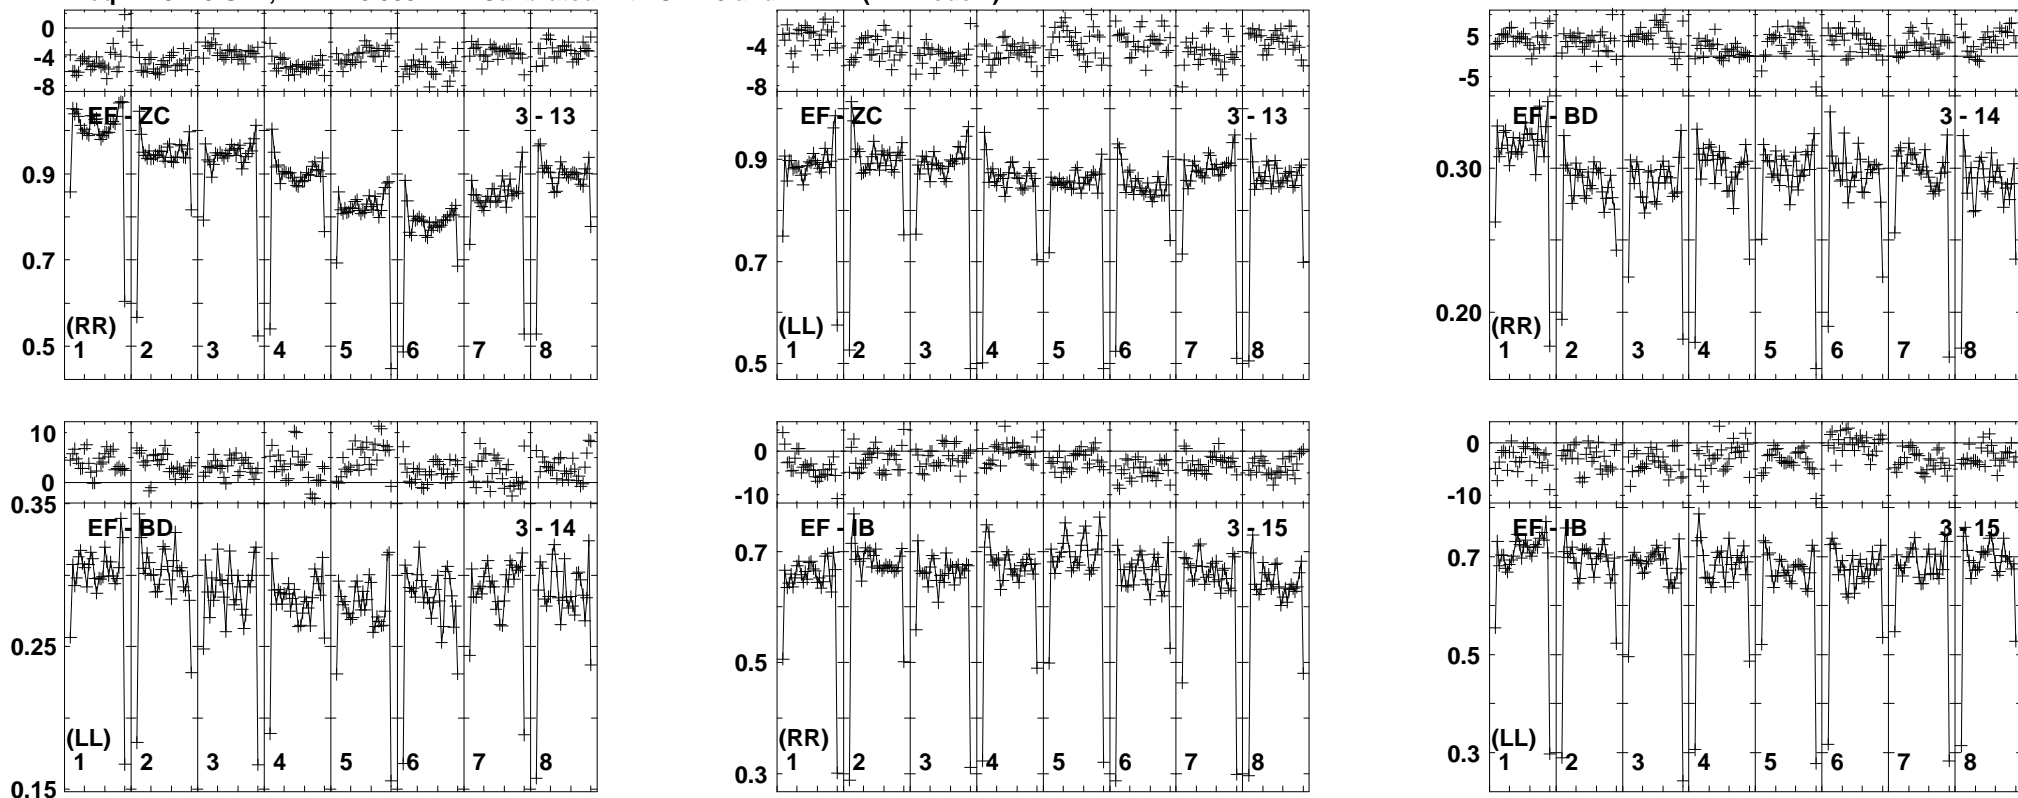 0 -4 -8
EF - ZC 3 - 13
0.9 0.7 0.5
(RR)
1 2 3 4 5 6 7 8
-4 -8
EF - ZC 3 - 13
0.9 0.7 0.5
(LL)
1 2 3 4 5 6 7 8
5 -5
EF - BD 3 - 14
0.30 0.20
(RR)
1 2 3 4 5 6 7 8
10 0
0.35 0.25 0.15
EF - BD 3 - 14
(LL)
1 2 3 4 5 6 7 8
0 -10
EF - IB 3 - 15
0.7 0.5 0.3
(RR)
1 2 3 4 5 6 7 8
0 -10
EF - IB 3 - 15
0.7 0.5 0.3
(LL)
1 2 3 4 5 6 7 8